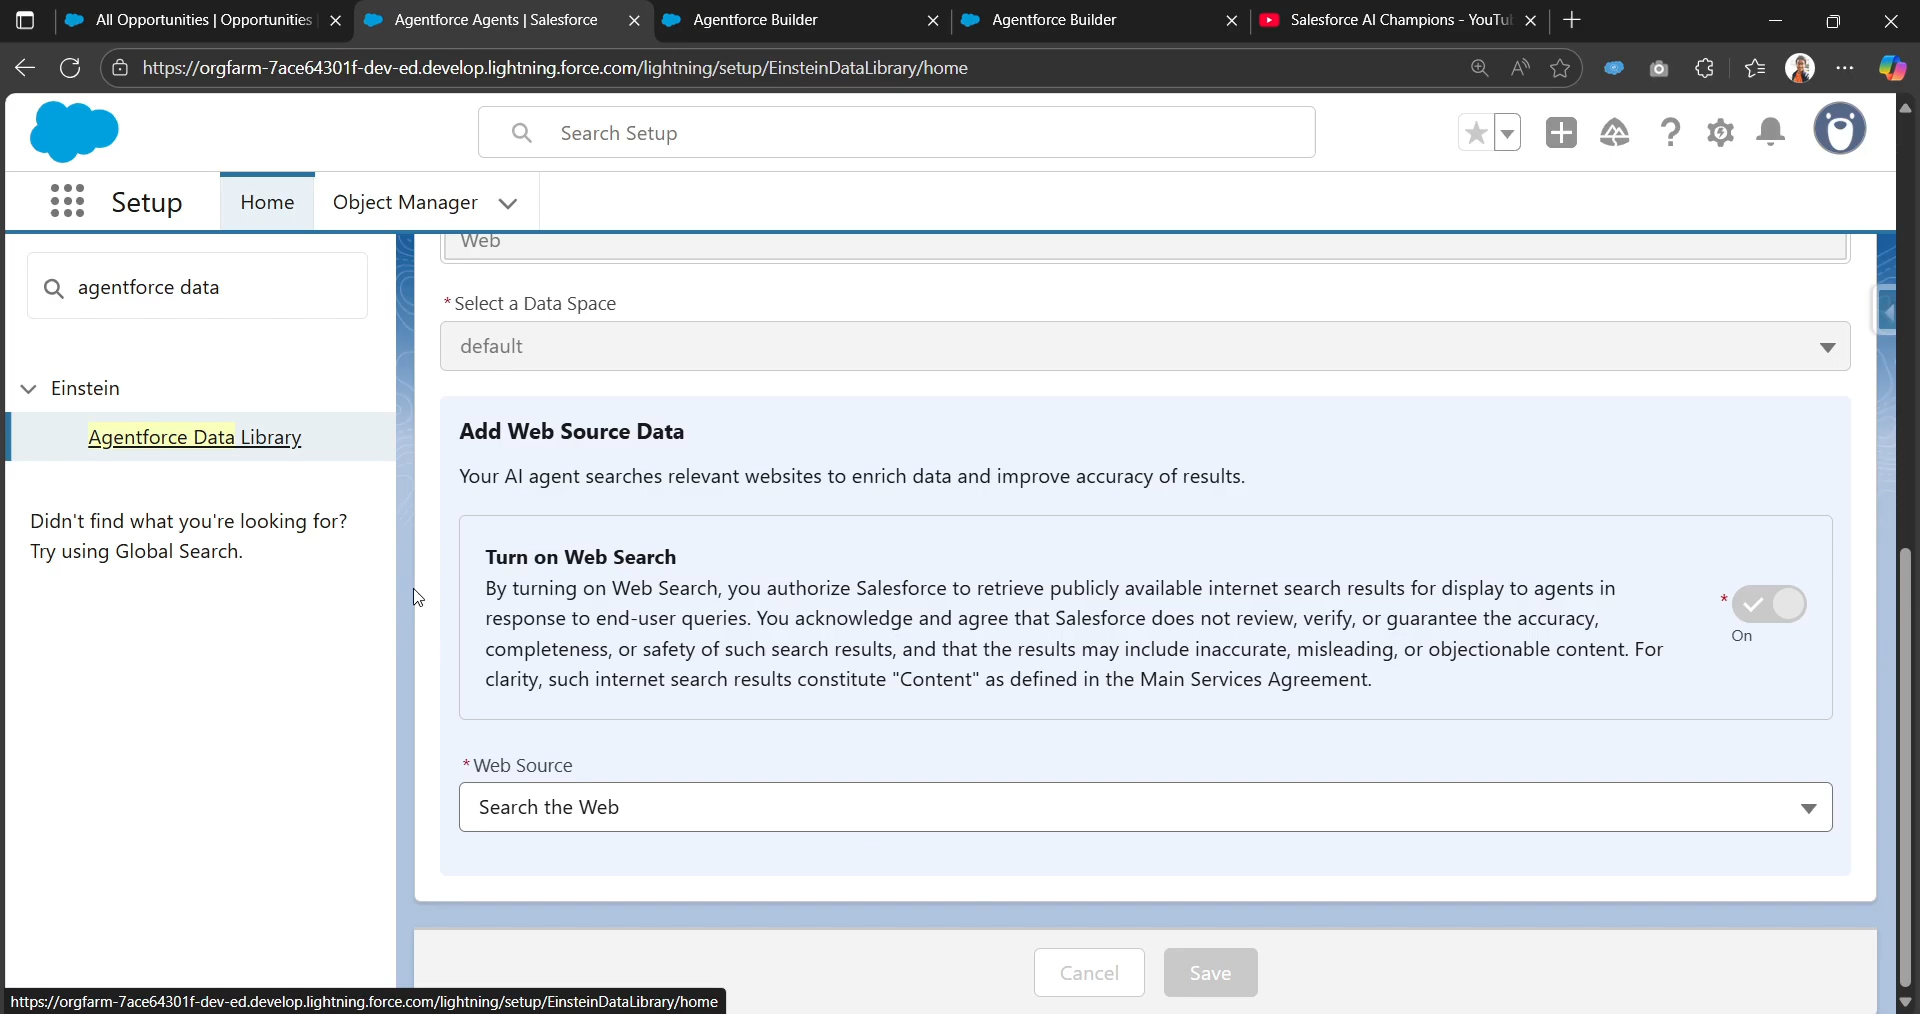 All Opportunities | Opportunities
Agentforce Agents | Salesforce
Agentforce Builder
Agentforce Builder
Salesforce AI Champions - YouTu
https://orgfarm-7ace64301f-dev-ed.develop.lightning.force.com/lightning/setup/EinsteinDataLibrary/home
Search Setup
Setup
Home
Object Manager
agentforce data
Einstein
Agentforce Data Library
Didn't find what you're looking for?
Try using Global Search.
Web
* Select a Data Space
default
Add Web Source Data
Your AI agent searches relevant websites to enrich data and improve accuracy of results.
Turn on Web Search
By turning on Web Search, you authorize Salesforce to retrieve publicly available internet search results for display to agents in
response to end-user queries. You acknowledge and agree that Salesforce does not review, verify, or guarantee the accuracy,
completeness, or safety of such search results, and that the results may include inaccurate, misleading, or objectionable content. For
clarity, such internet search results constitute "Content" as defined in the Main Services Agreement.
*
On
* Web Source
Search the Web
Cancel
Save
https://orgfarm-7ace64301f-dev-ed.develop.lightning.force.com/lightning/setup/EinsteinDataLibrary/home